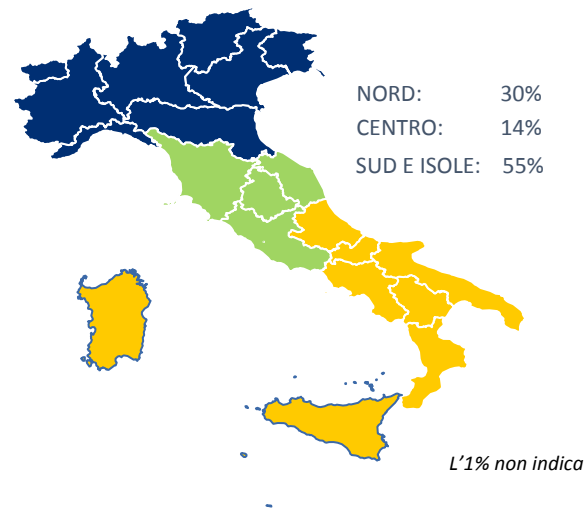 NORD: 30%
CENTRO: 14%
SUD E ISOLE: 55%
L'1% non indica